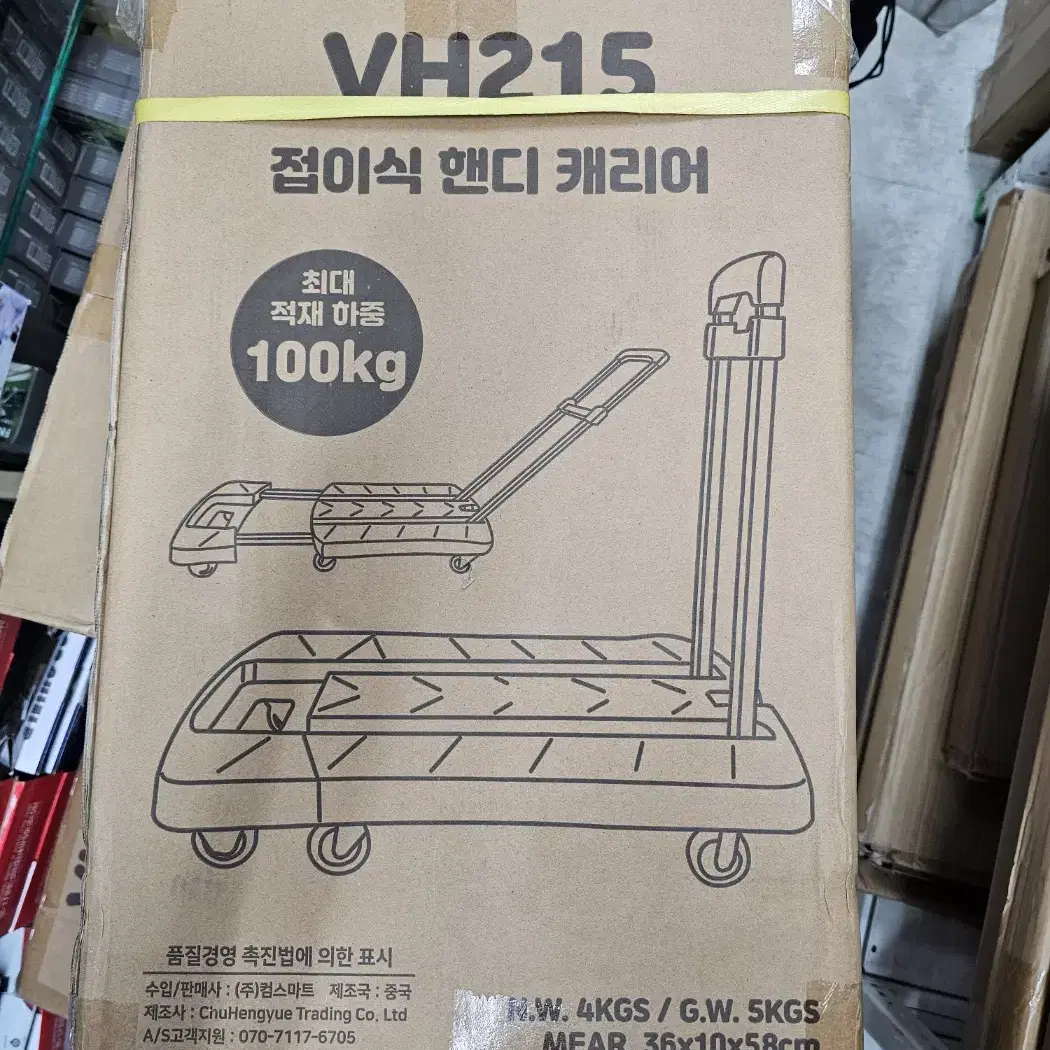 VH215
접이식 핸디 캐리어
최대
적재 하중
100kg
품질경영 촉진법에 의한 표시
수입/판매사 : (주)컴스마트 제조국 : 중국
제조사 : ChuHengyue Trading Co, Ltd
A/S고객지원 : 070-7117-6705
N.W. 4KGS / G.W. 5KGS
MEAR. 36x10x58cm